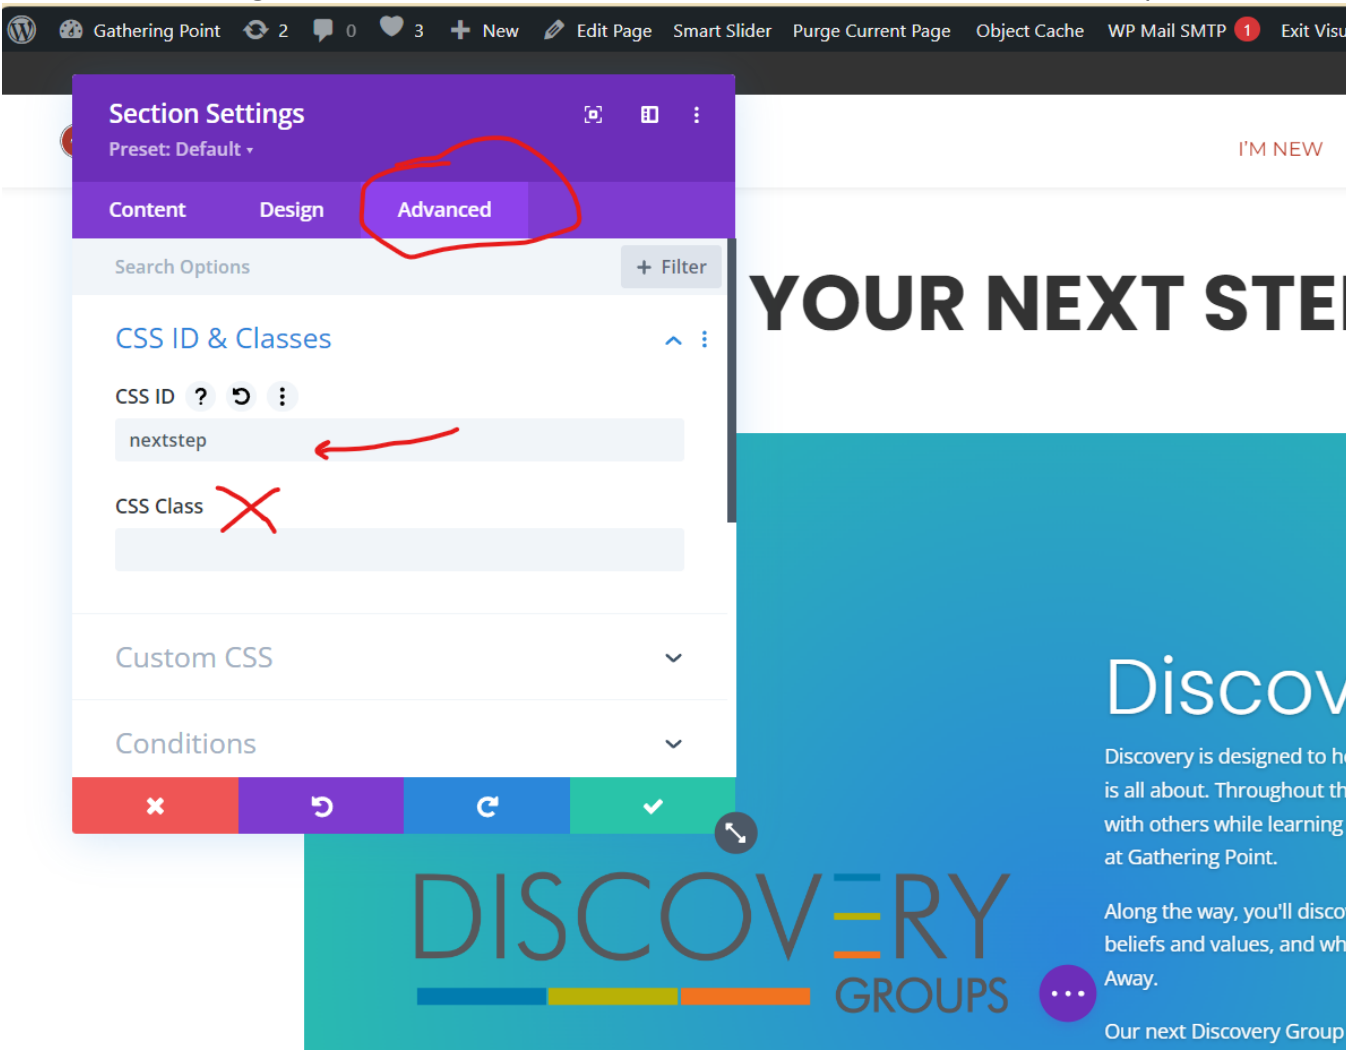 Gathering Point 2 0 3 + New Edit Page Smart Slider Purge Current Page Object Cache WP Mail SMTP 1 Exit Visu
Section Settings
Preset: Default
I'M NEW
Content Design Advanced
Search Options + Filter
YOUR NEXT STE
CSS ID & Classes
CSS ID ?
nextstep
CSS Class
Custom CSS
Conditions
Discov
Discovery is designed to h
is all about. Throughout th
with others while learning
at Gathering Point.
DISCOVERY
GROUPS
Along the way, you'll disco
beliefs and values, and wh
Away.
Our next Discovery Group